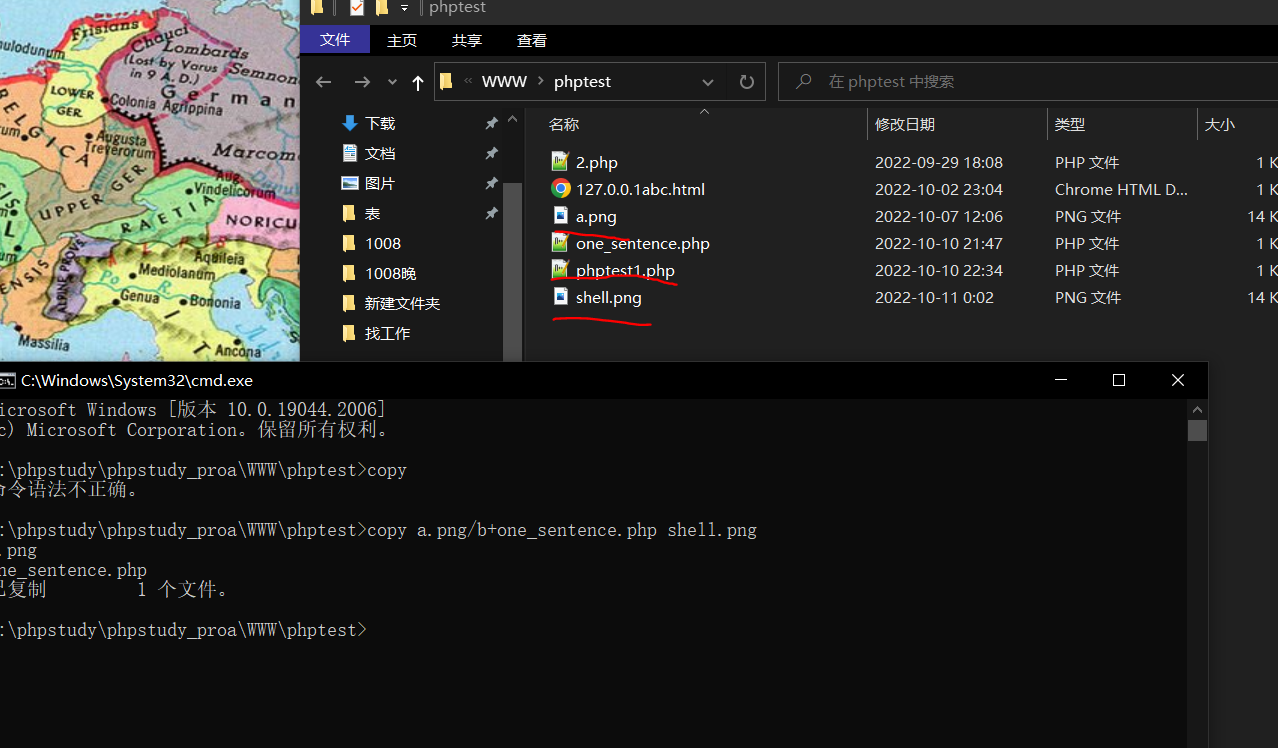 phptest
文件 主页 共享 查看
WWW phptest
在 phptest 中搜索
下载
文档
图片
表
1008
1008晚
新建文件夹
找工作
名称 修改日期 类型 大小
2.php 2022-09-29 18:08 PHP 文件 1 K
127.0.0.1abc.html 2022-10-02 23:04 Chrome HTML D... 1 K
a.png 2022-10-07 12:06 PNG 文件 14 K
one_sentence.php 2022-10-10 21:47 PHP 文件 1 K
phptest1.php 2022-10-10 22:34 PHP 文件 1 K
shell.png 2022-10-11 0:02 PNG 文件 14 K
Frisians
Chauci
ulodunum
Lombards
(Lost by Varus
in 9 A.D.)
Semnon
German
LOWER
GER.
Colonia Agrippina
BELGICA
Augusta
Treverorum
Marcom
UPPER GER.
Aug.
Vindelicorum
RAETIA
NORICU
ENSIS
ALPINE PROVS.
Aquileia
Mediolanum
Po R.
Genua
Bononia
Massilia
Ancona
C:\Windows\System32\cmd.exe
icrosoft Windows [版本 10.0.19044.2006]
c) Microsoft Corporation。保留所有权利。
:\phpstudy\phpstudy_proa\WWW\phptest>copy
命令语法不正确。
:\phpstudy\phpstudy_proa\WWW\phptest>copy a.png/b+one_sentence.php shell.png
.png
ne_sentence.php
已复制 1 个文件。
:\phpstudy\phpstudy_proa\WWW\phptest>